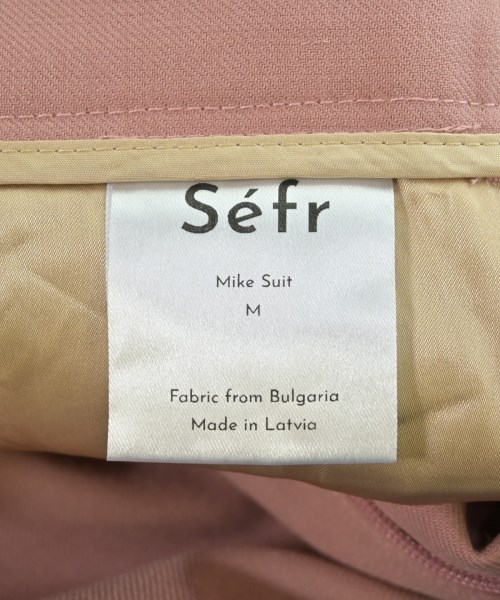 Séfr
Mike Suit
M
Fabric from Bulgaria
Made in Latvia